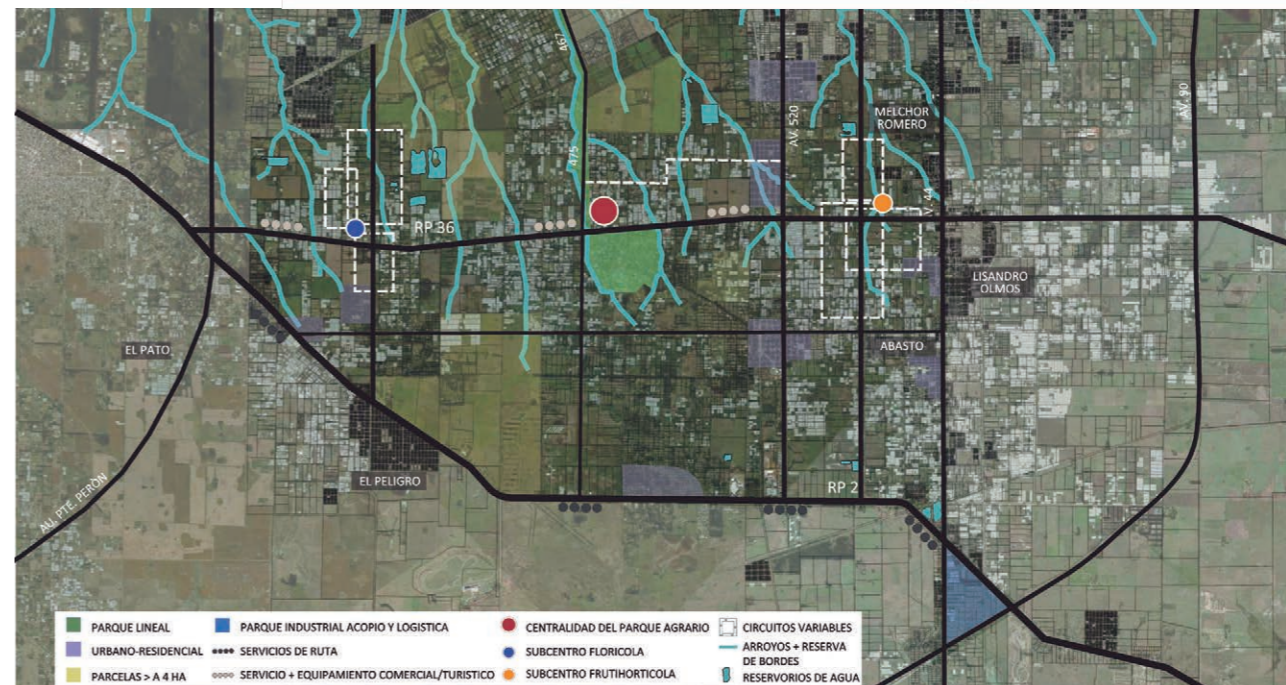 A67
475
AV. 520
MELCHOR
ROMERO
AV. 90
V. 44
RP 36
LISANDRO
OLMOS
EL PATO
ABASTO
EL PELIGRO
RP 2
AU. PTE. PERÓN
PARQUE LINEAL
PARQUE INDUSTRIAL ACOPIO Y LOGISTICA
CENTRALIDAD DEL PARQUE AGRARIO
CIRCUITOS VARIABLES
URBANO-RESIDENCIAL
SERVICIOS DE RUTA
SUBCENTRO FLORICOLA
ARROYOS + RESERVA
DE BORDES
PARCELAS > A 4 HA
SERVICIO + EQUIPAMIENTO COMERCIAL/TURISTICO
SUBCENTRO FRUTIHORTICOLA
RESERVORIOS DE AGUA